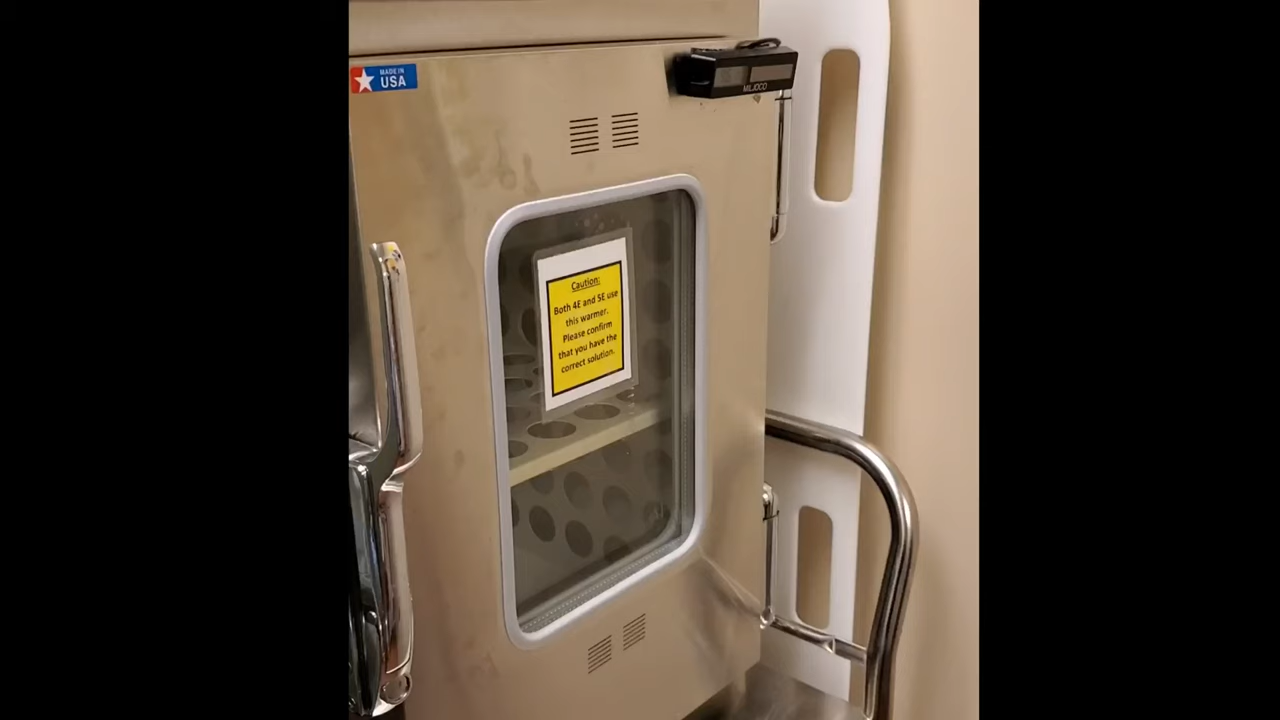 MADE IN
USA
MILJOCO
Caution:
Both 4E and 5E use
this warmer.
Please confirm
that you have the
correct solution.